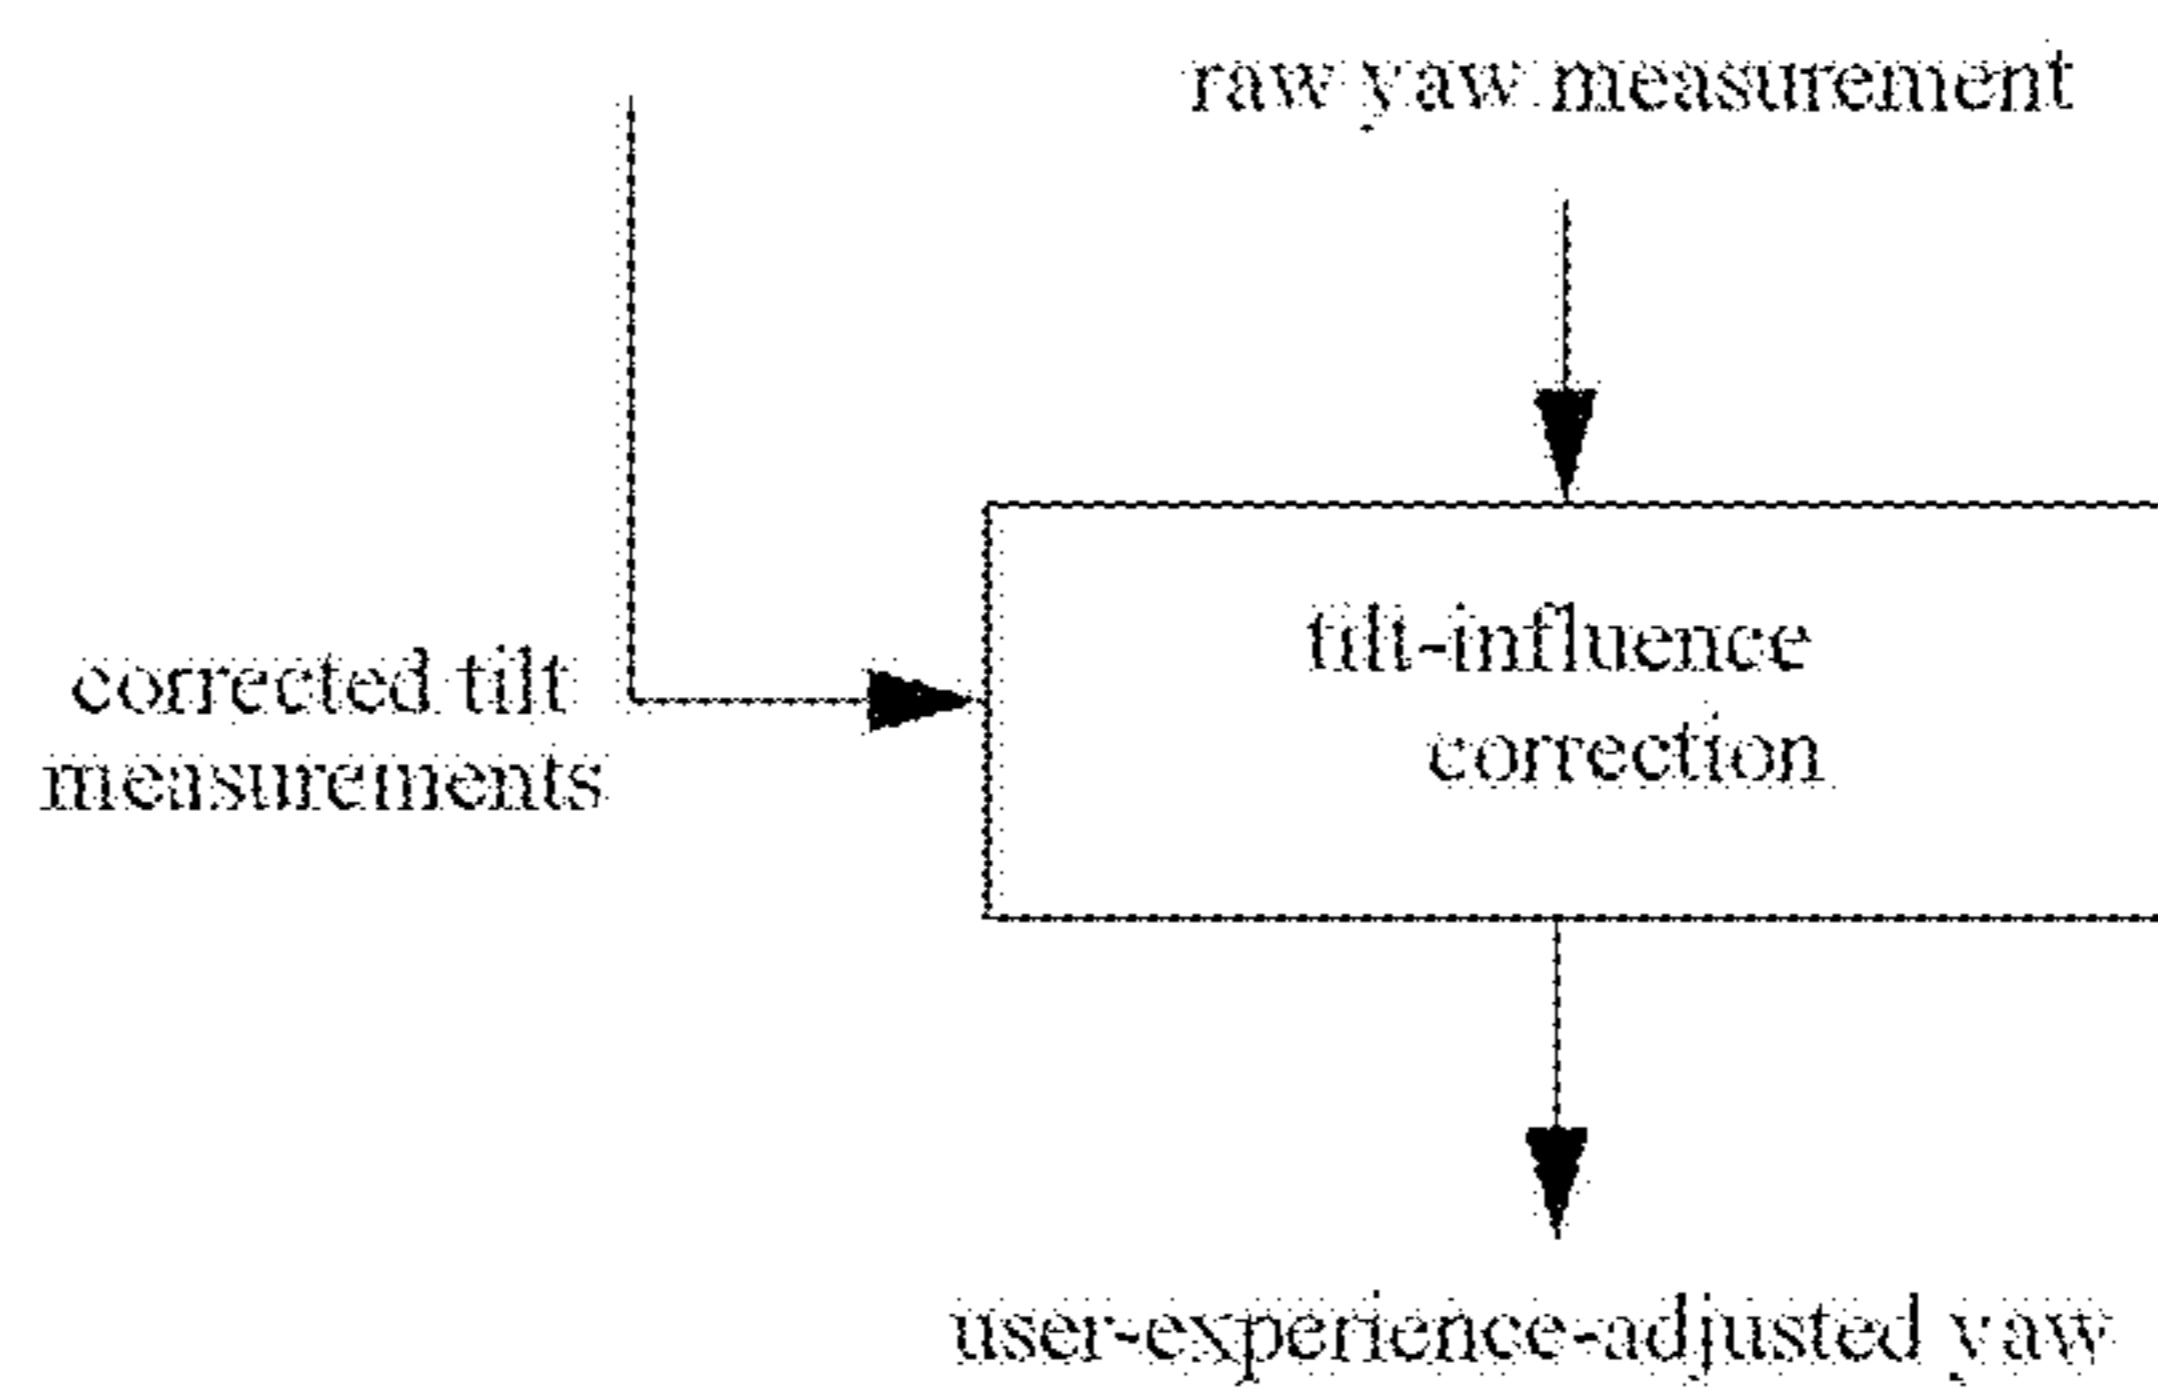 raw yaw measurement
tilt-influence
correction
corrected tilt
measurements
user-experience-adjusted yaw